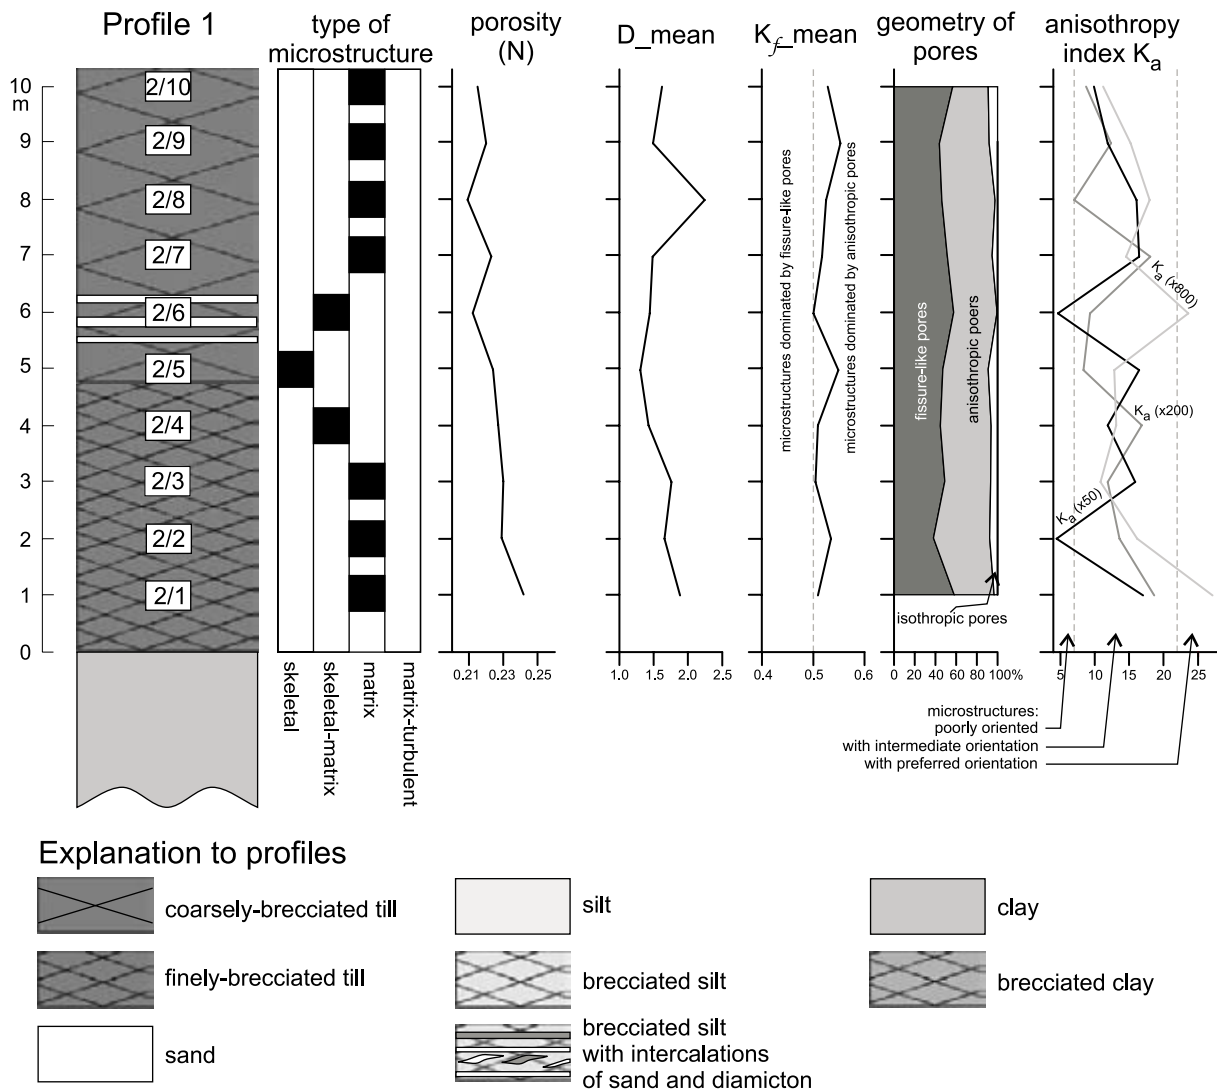 Profile 1
type of
microstructure
porosity
(N)
D_mean
Kf_mean
geometry of
pores
anisothropy
index Ka
10
m
9
8
7
6
5
4
3
2
1
0
2/10
2/9
2/8
2/7
2/6
2/5
2/4
2/3
2/2
2/1
skeletal
skeletal-matrix
matrix
matrix-turbulent
0.21
0.23
0.25
1.0
1.5
2.0
2.5
microstructures dominated by fissure-like pores
microstructures dominated by anisothropic pores
0.4
0.5
0.6
fissure-like pores
anisothropic poers
isothropic pores
0 20 40 60 80 100%
Ka (x800)
Ka (x200)
Ka (x50)
5 10 15 20 25
microstructures:
poorly oriented
with intermediate orientation
with preferred orientation
Explanation to profiles
coarsely-brecciated till
finely-brecciated till
sand
silt
brecciated silt
brecciated silt
with intercalations
of sand and diamicton
clay
brecciated clay